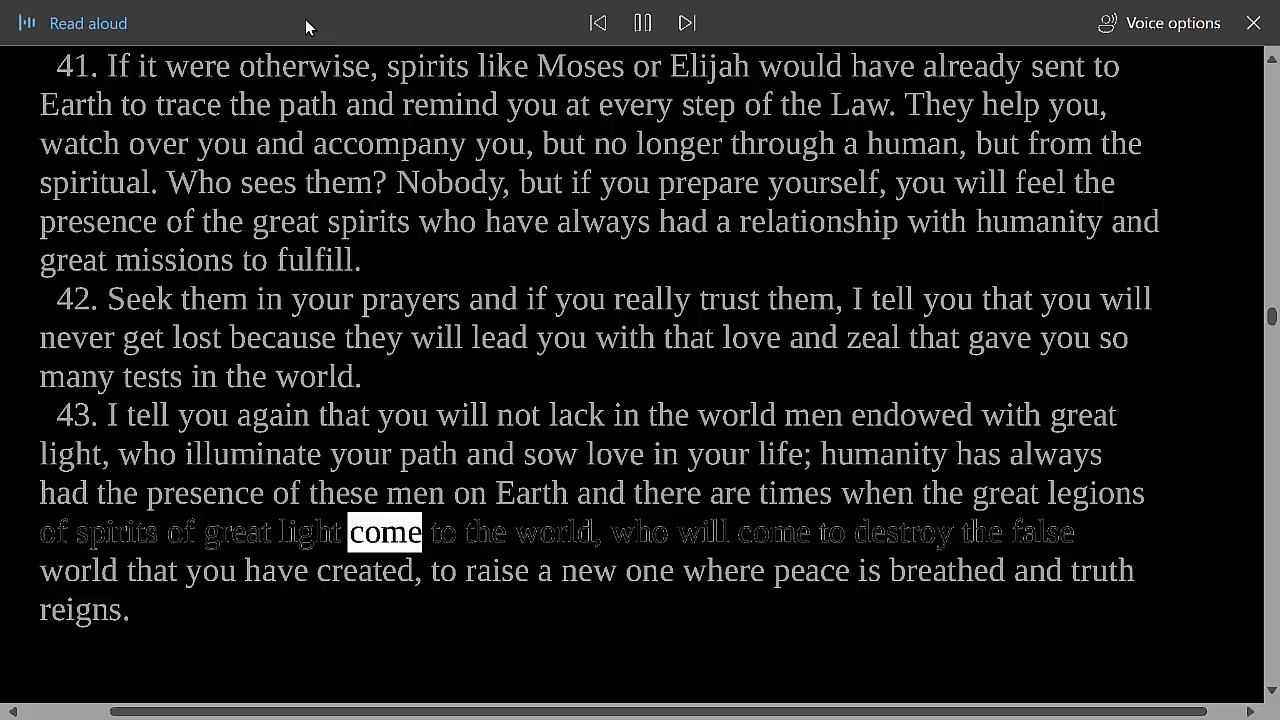 Read aloud
Voice options
41. If it were otherwise, spirits like Moses or Elijah would have already sent to
Earth to trace the path and remind you at every step of the Law. They help you,
watch over you and accompany you, but no longer through a human, but from the
spiritual. Who sees them? Nobody, but if you prepare yourself, you will feel the
presence of the great spirits who have always had a relationship with humanity and
great missions to fulfill.
42. Seek them in your prayers and if you really trust them, I tell you that you will
never get lost because they will lead you with that love and zeal that gave you so
many tests in the world.
43. I tell you again that you will not lack in the world men endowed with great
light, who illuminate your path and sow love in your life; humanity has always
had the presence of these men on Earth and there are times when the great legions
of spirits of great light come to the world, who will come to destroy the false
world that you have created, to raise a new one where peace is breathed and truth
reigns.